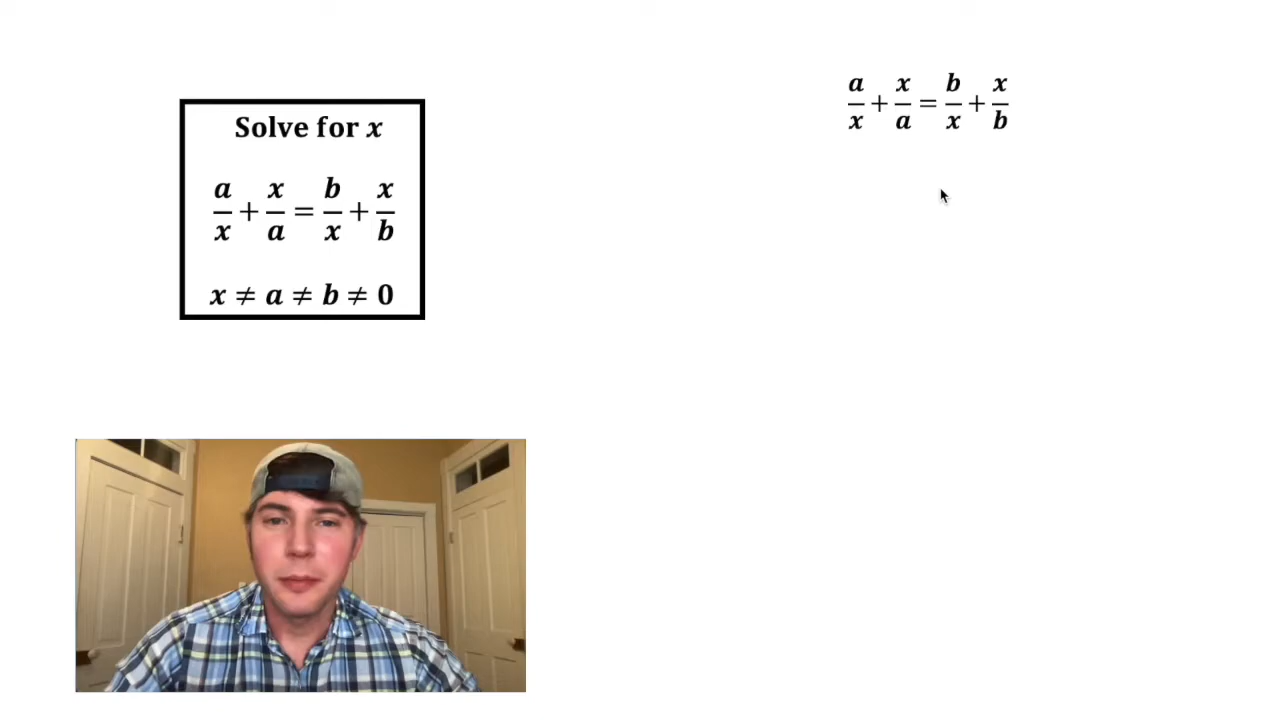 Solve for x
a/x + x/a = b/x + x/b
x ≠ a ≠ b ≠ 0
a/x + x/a = b/x + x/b